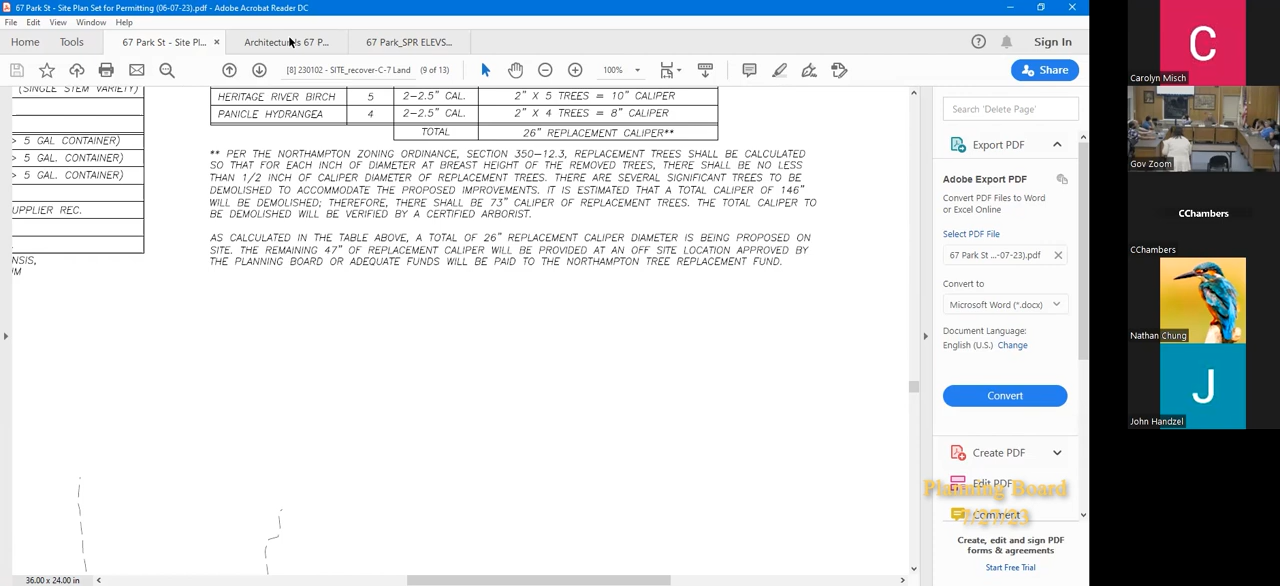 67 Park St - Site Plan Set for Permitting (06-07-23).pdf - Adobe Acrobat Reader DC
File Edit View Window Help
Home Tools 67 Park St - Site Pl... × Architecturals 67 P... 67 Park_SPR ELEVS... Sign In
[8] 230102 - SITE_recover-C-7 Land (9 of 13) 100% Share
(SINGLE STEM VARIETY)
> 5 GAL CONTAINER)
> 5 GAL. CONTAINER)
> 5 GAL. CONTAINER)
UPPLIER REC.
NSIS,
UM
HERITAGE RIVER BIRCH 5 2-2.5" CAL. 2" X 5 TREES = 10" CALIPER
PANICLE HYDRANGEA 4 2-2.5" CAL. 2" X 4 TREES = 8" CALIPER
TOTAL 26" REPLACEMENT CALIPER**
** PER THE NORTHAMPTON ZONING ORDINANCE, SECTION 350-12.3, REPLACEMENT TREES SHALL BE CALCULATED
SO THAT FOR EACH INCH OF DIAMETER AT BREAST HEIGHT OF THE REMOVED TREES, THERE SHALL BE NO LESS
THAN 1/2 INCH OF CALIPER DIAMETER OF REPLACEMENT TREES. THERE ARE SEVERAL SIGNIFICANT TREES TO BE
DEMOLISHED TO ACCOMMODATE THE PROPOSED IMPROVEMENTS. IT IS ESTIMATED THAT A TOTAL CALIPER OF 146"
WILL BE DEMOLISHED; THEREFORE, THERE SHALL BE 73" CALIPER OF REPLACEMENT TREES. THE TOTAL CALIPER TO
BE DEMOLISHED WILL BE VERIFIED BY A CERTIFIED ARBORIST.
AS CALCULATED IN THE TABLE ABOVE, A TOTAL OF 26" REPLACEMENT CALIPER DIAMETER IS BEING PROPOSED ON
SITE. THE REMAINING 47" OF REPLACEMENT CALIPER WILL BE PROVIDED AT AN OFF SITE LOCATION APPROVED BY
THE PLANNING BOARD OR ADEQUATE FUNDS WILL BE PAID TO THE NORTHAMPTON TREE REPLACEMENT FUND.
36.00 x 24.00 in
Search 'Delete Page'
Export PDF
Adobe Export PDF
Convert PDF Files to Word
or Excel Online
Select PDF File
67 Park St ...-07-23).pdf ×
Convert to
Microsoft Word (*.docx)
Document Language:
English (U.S.) Change
Convert
Create PDF
Edit PDF
Comment
Planning Board
7/27/23
Create, edit and sign PDF
forms & agreements
Start Free Trial
C
Carolyn Misch
Gov Zoom
CChambers
CChambers
Nathan Chung
J
John Handzel